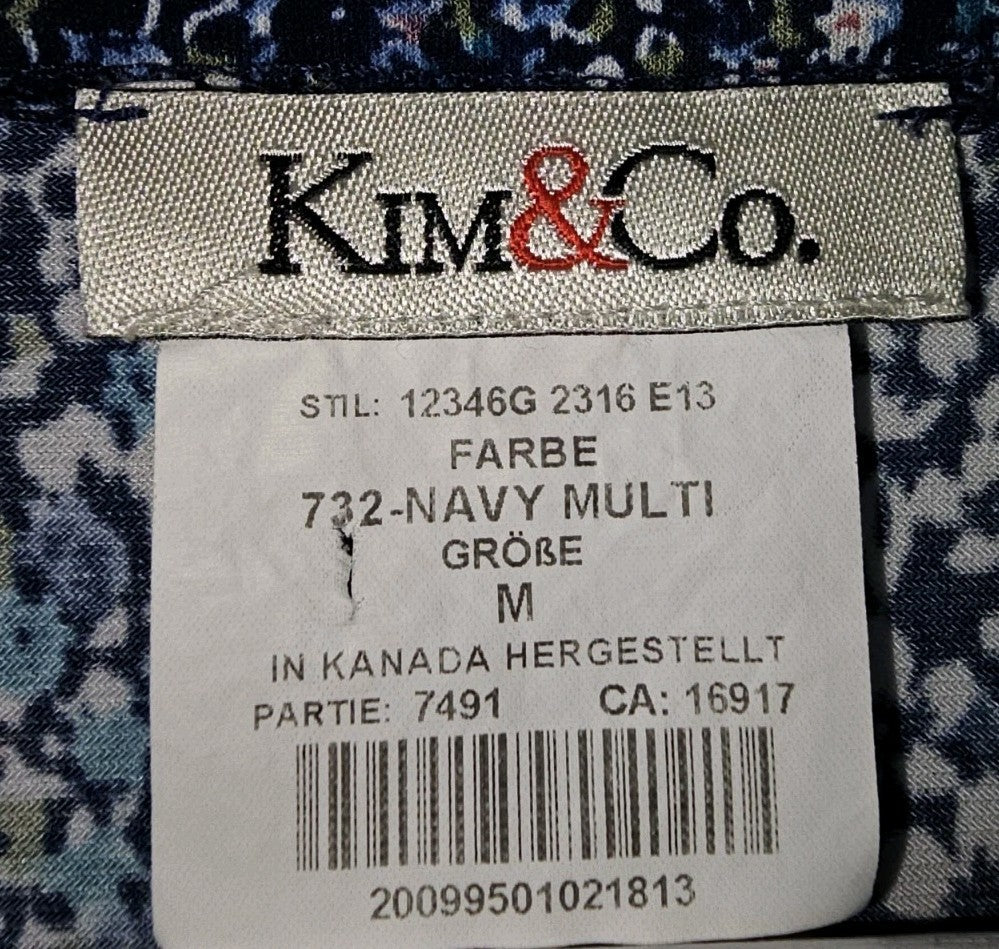 KIM&CO.
STIL: 12346G 2316 E13
FARBE
732-NAVY MULTI
GRÖßE
M
IN KANADA HERGESTELLT
PARTIE: 7491 CA: 16917
20099501021813